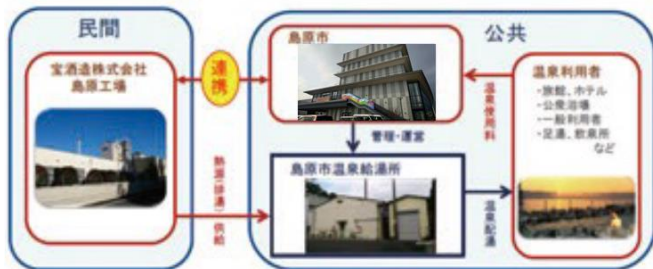 民間
宝酒造株式会社
島原工場
連携
熱源(排湯)供給
公共
島原市
管理・運営
島原市温泉給湯所
温泉使用料
温泉配湯
温泉利用者
・旅館、ホテル
・公衆浴場
・一般利用者
・足湯、飲泉所
など